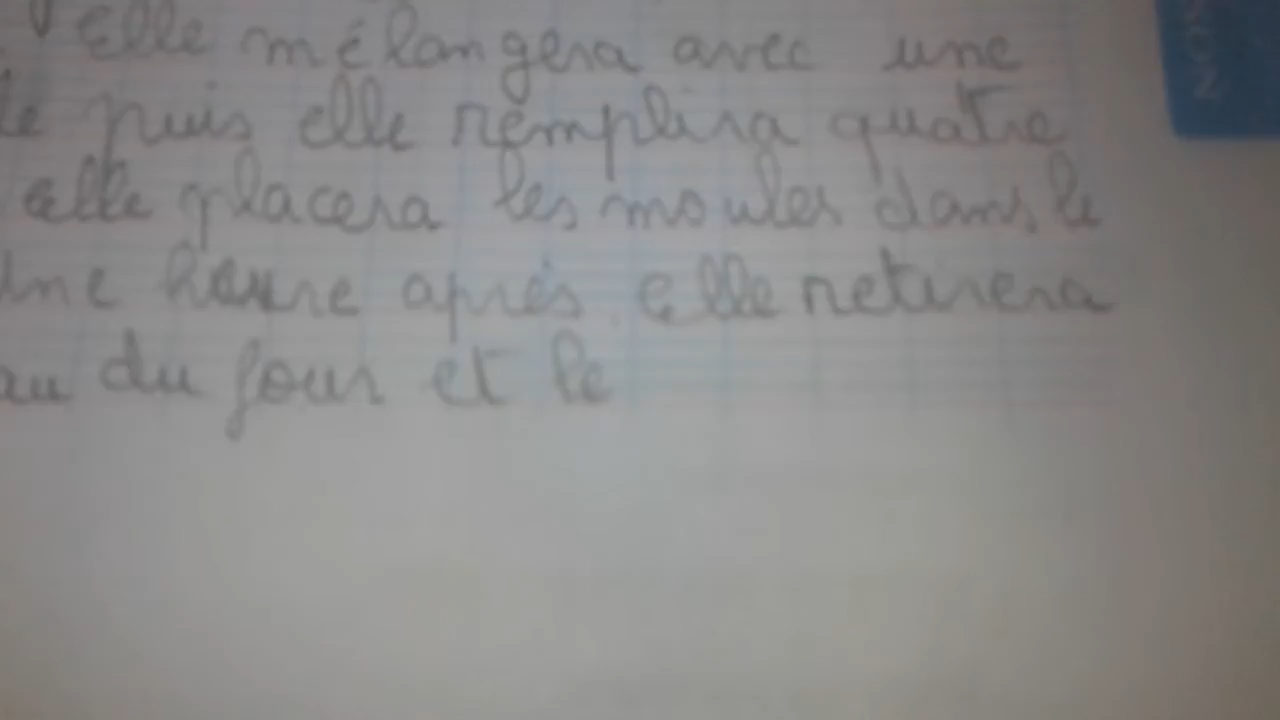 Elle mélangera avec une
puis elle remplira quatre
elle placera les moules dans le
heure après elle retirera
du four et le